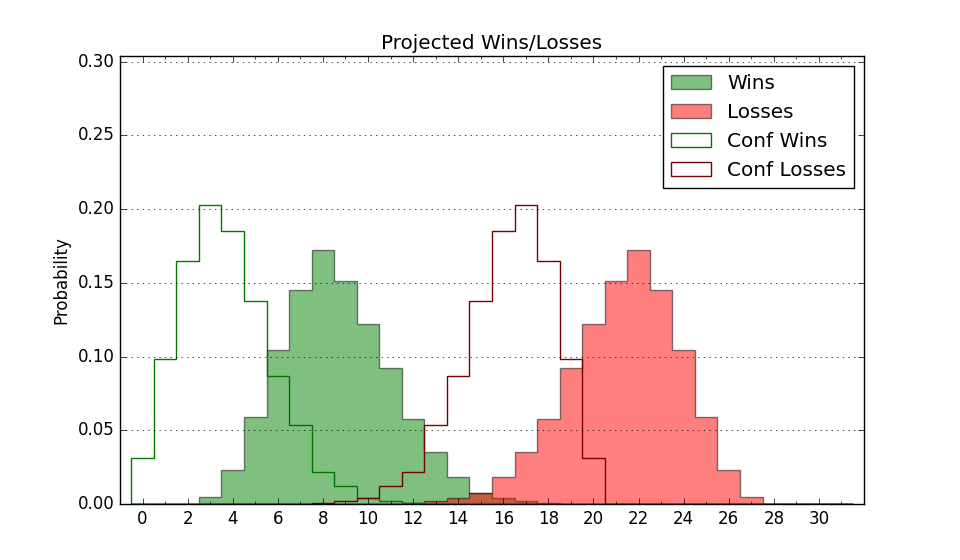 Projected Wins/Losses
0.30
0.25
0.20
0.15
0.10
0.05
0.00
Probability
Wins
Losses
Conf Wins
Conf Losses
0 2 4 6 8 10 12 14 16 18 20 22 24 26 28 30